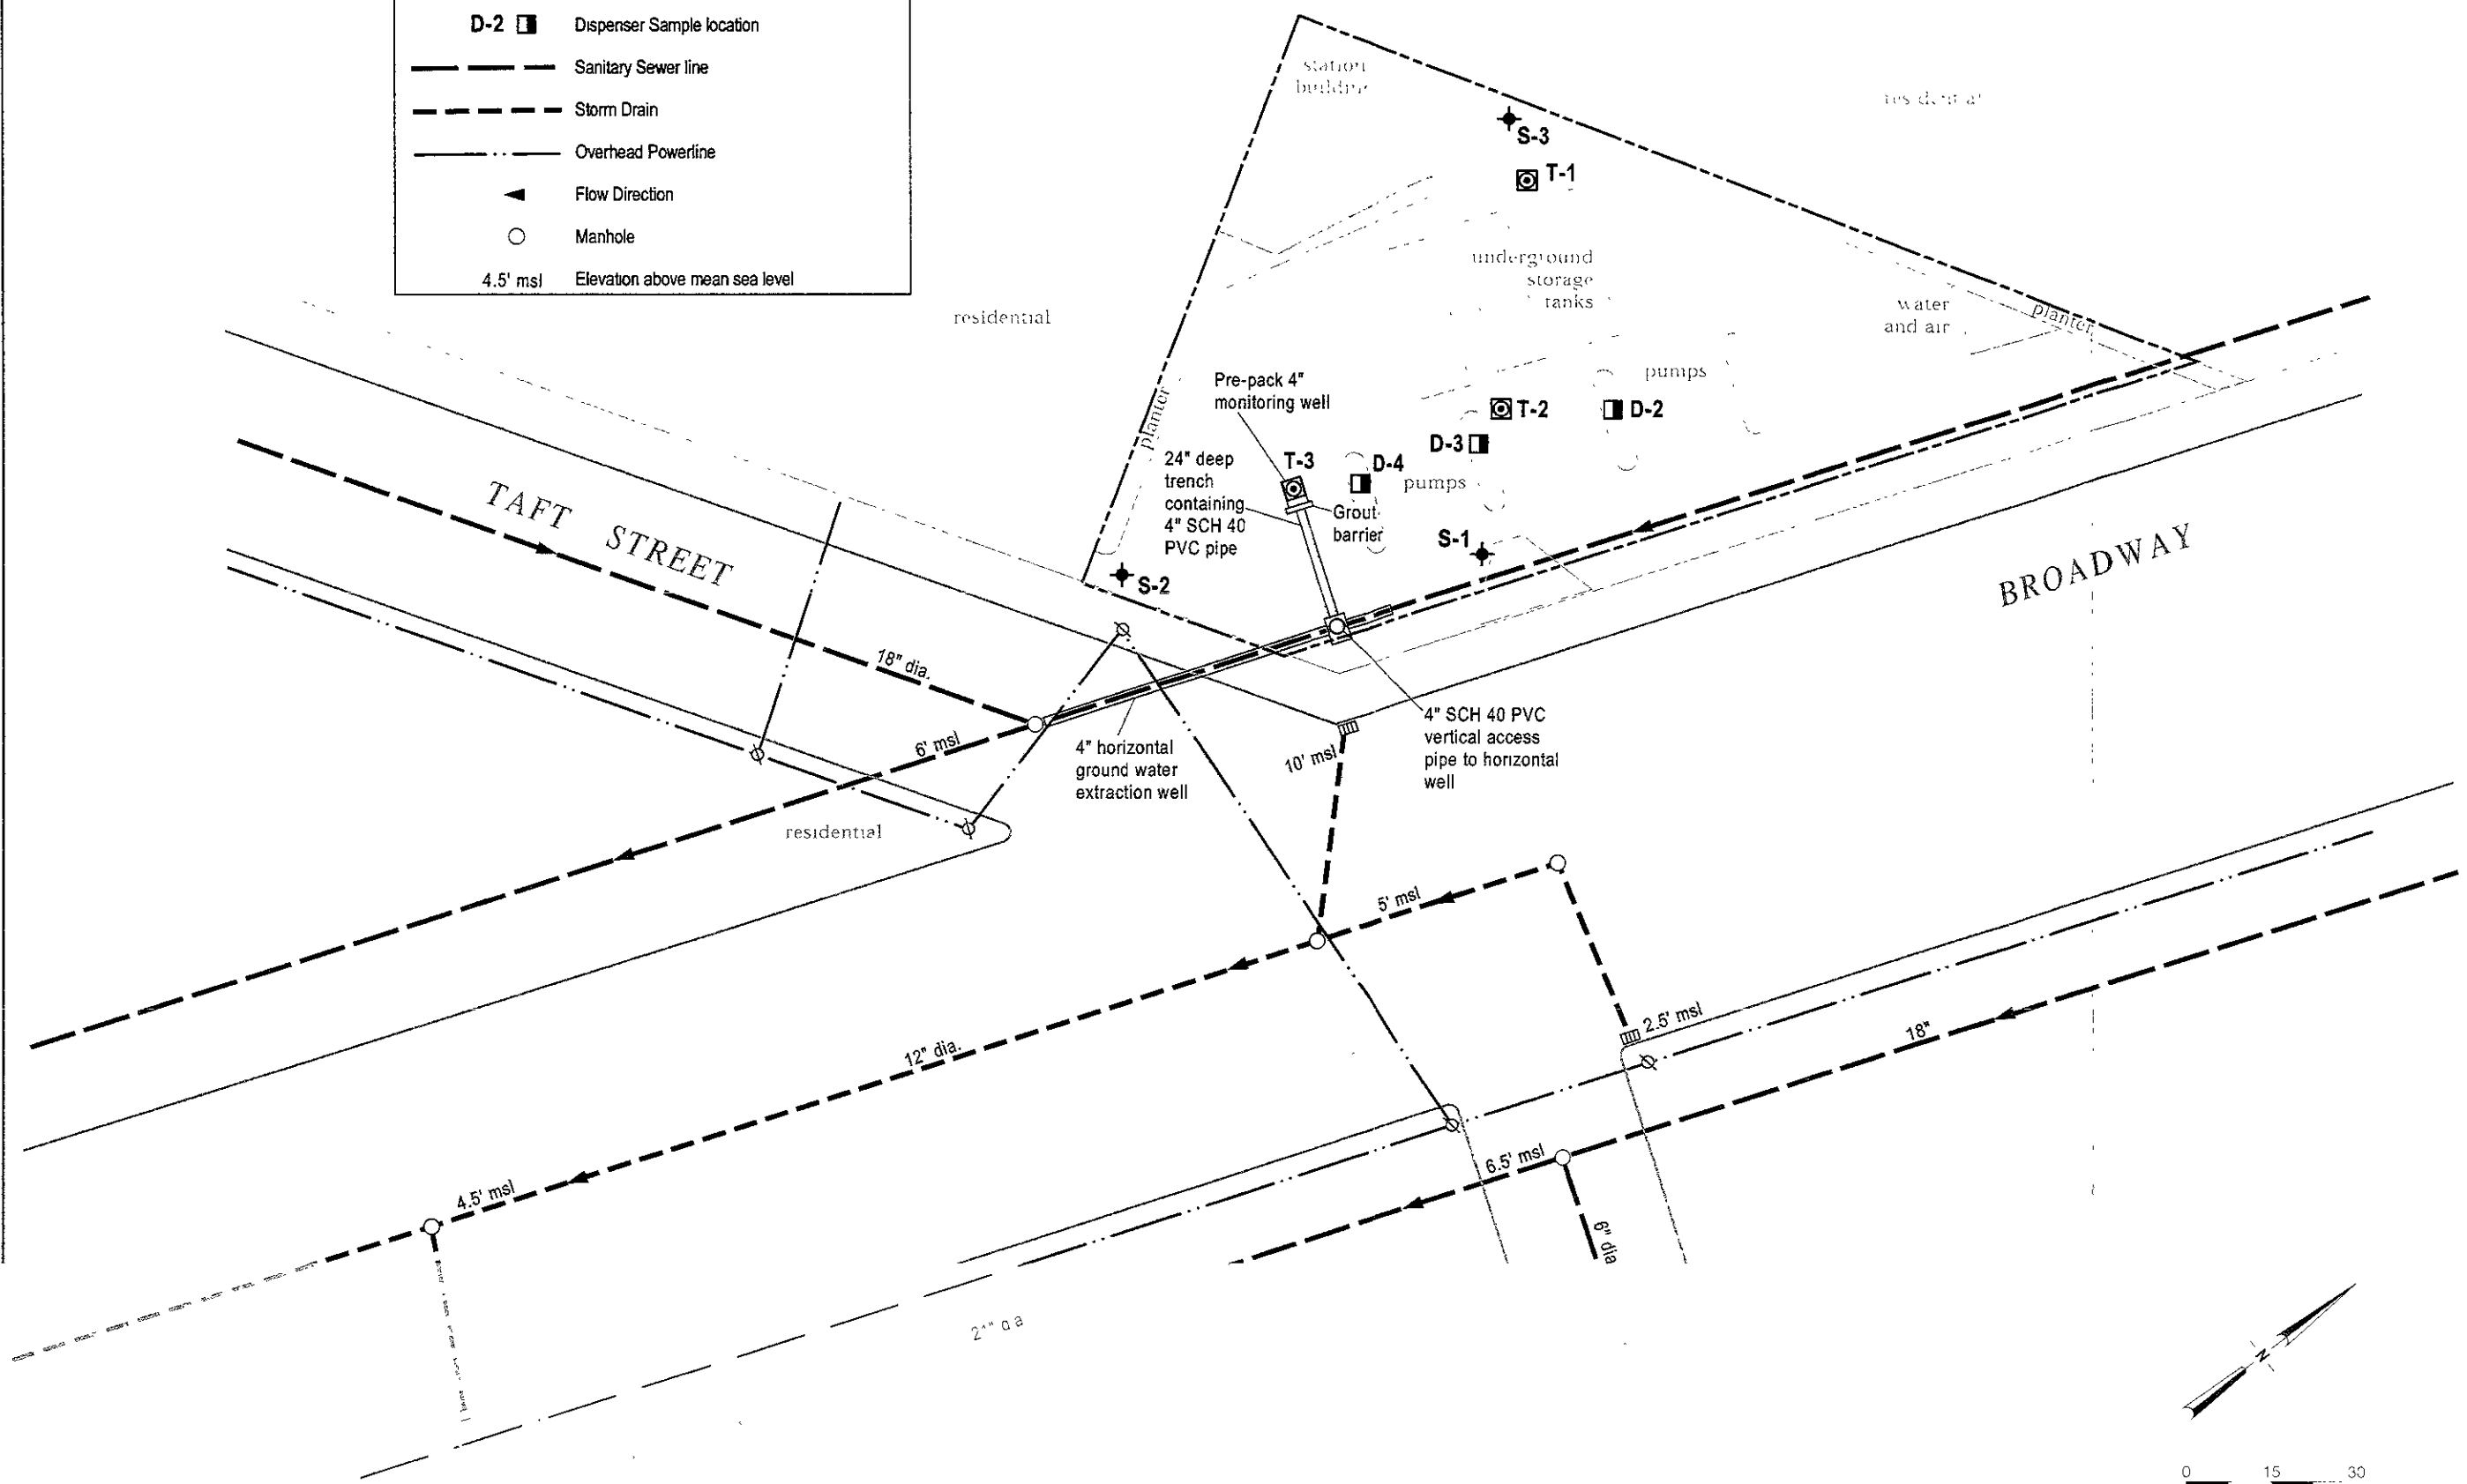 D-2 Dispenser Sample location
Sanitary Sewer line
Storm Drain
Overhead Powerline
Flow Direction
Manhole
4.5' msl Elevation above mean sea level
station
building
residential
S-3
T-1
underground
storage
tanks
water
and air
planter
residential
pumps
Pre-pack 4"
monitoring well
planter
T-2
D-2
D-3
T-3
D-4
pumps
24" deep
trench
containing
4" SCH 40
PVC pipe
Grout
barrier
S-1
S-2
TAFT STREET
BROADWAY
18" dia.
6' msl
4" horizontal
ground water
extraction well
10' msl
4" SCH 40 PVC
vertical access
pipe to horizontal
well
residential
5' msl
2.5' msl
18"
12" dia.
6.5' msl
4.5' msl
6" dia
N
0 15 30